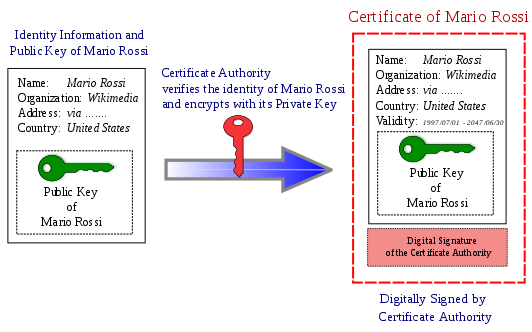 Identity Information and
Public Key of Mario Rossi
Name: Mario Rossi
Organization: Wikimedia
Address: via .......
Country: United States
Public Key
of
Mario Rossi
Certificate Authority
verifies the identity of Mario Rossi
and encrypts with its Private Key
Certificate of Mario Rossi
Name: Mario Rossi
Organization: Wikimedia
Address: via .......
Country: United States
Validity: 1997/07/01 - 2047/06/30
Public Key
of
Mario Rossi
Digital Signature
of the Certificate Authority
Digitally Signed by
Certificate Authority